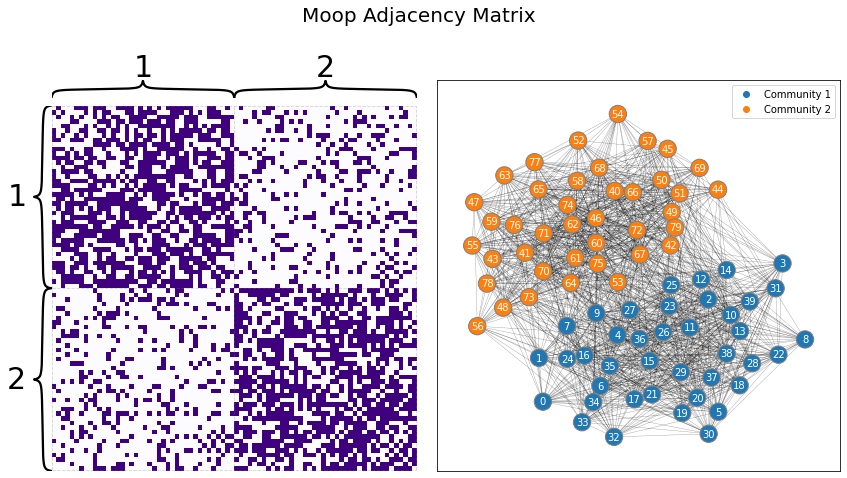 Moop Adjacency Matrix
1 2
1
2
Community 1
Community 2
54
52 57 45
77 68 69
63 58 50 44
65 40 66 51
47 74 49
59 76 62 46 79
71 72
55 60 42
43 41 61 75 67 3
70 14
78 64 53 25 12 31
73 2 39
48 9 27 23 10
56 7 26 11 13
4 36 8
1 24 16 15 38 22
35 29 28
6 37 18
0 34 17 21 20
33 19 5
32 30